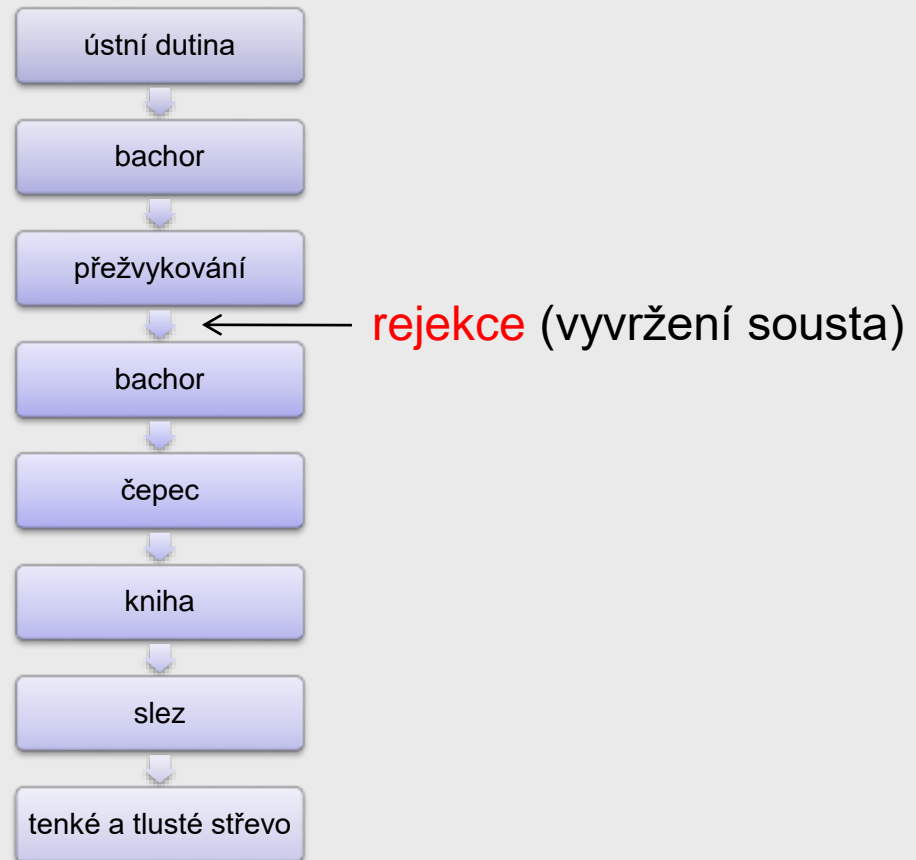 ústní dutina
bachor
přežvykování
rejekce (vyvržení sousta)
bachor
čepec
kniha
slez
tenké a tlusté střevo